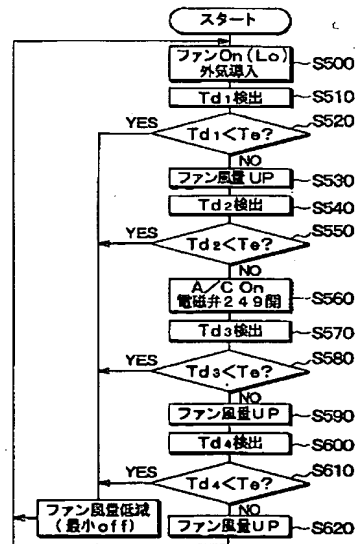 スタート
ファンOn(Lo)
外気導入
S500
Td₁検出
S510
S520
YES
Td₁<Te?
NO
ファン風量UP
S530
Td₂検出
S540
S550
YES
Td₂<Te?
NO
A/C On
電磁弁249開
S560
Td₃検出
S570
S580
YES
Td₃<Te?
NO
ファン風量UP
S590
Td₄検出
S600
S610
YES
Td₄<Te?
NO
ファン風量低減
(最小off)
ファン風量UP
S620